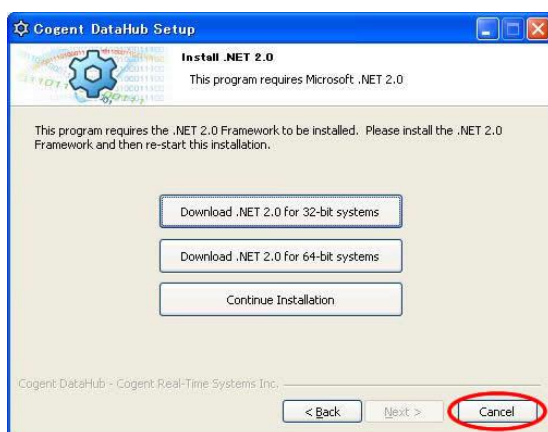 Cogent DataHub Setup
Install .NET 2.0
This program requires Microsoft .NET 2.0
This program requires the .NET 2.0 Framework to be installed. Please install the .NET 2.0
Framework and then re-start this installation.
Download .NET 2.0 for 32-bit systems
Download .NET 2.0 for 64-bit systems
Continue Installation
Cogent DataHub - Cogent Real-Time Systems Inc.
< Back
Next >
Cancel